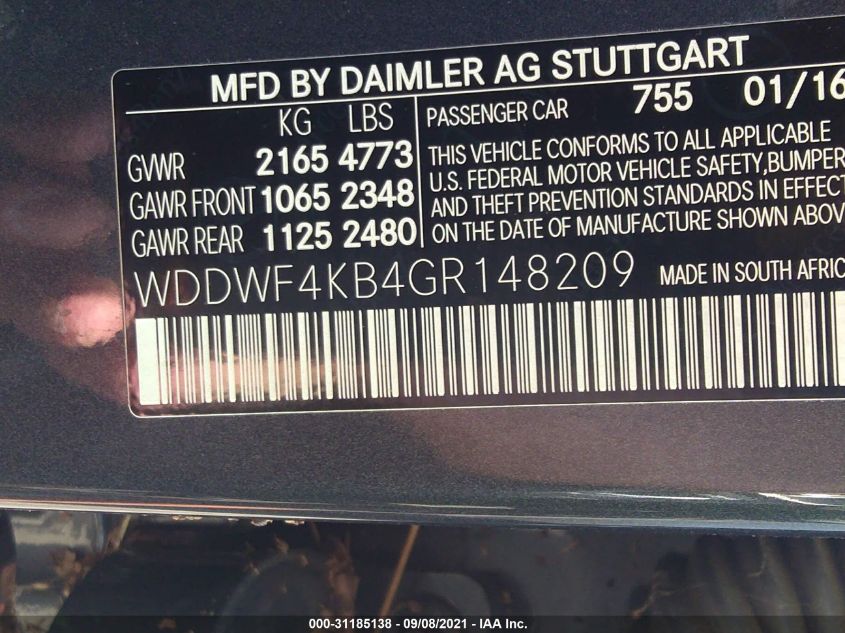 MFD BY DAIMLER AG STUTTGART
KG LBS
GVWR 2165 4773
GAWR FRONT 1065 2348
GAWR REAR 1125 2480
PASSENGER CAR 755 01/16
THIS VEHICLE CONFORMS TO ALL APPLICABLE
U.S. FEDERAL MOTOR VEHICLE SAFETY,BUMPER
AND THEFT PREVENTION STANDARDS IN EFFECT
ON THE DATE OF MANUFACTURE SHOWN ABOV
WDDWF4KB4GR148209 MADE IN SOUTH AFRIC
000-31185138 - 09/08/2021 - IAA Inc.